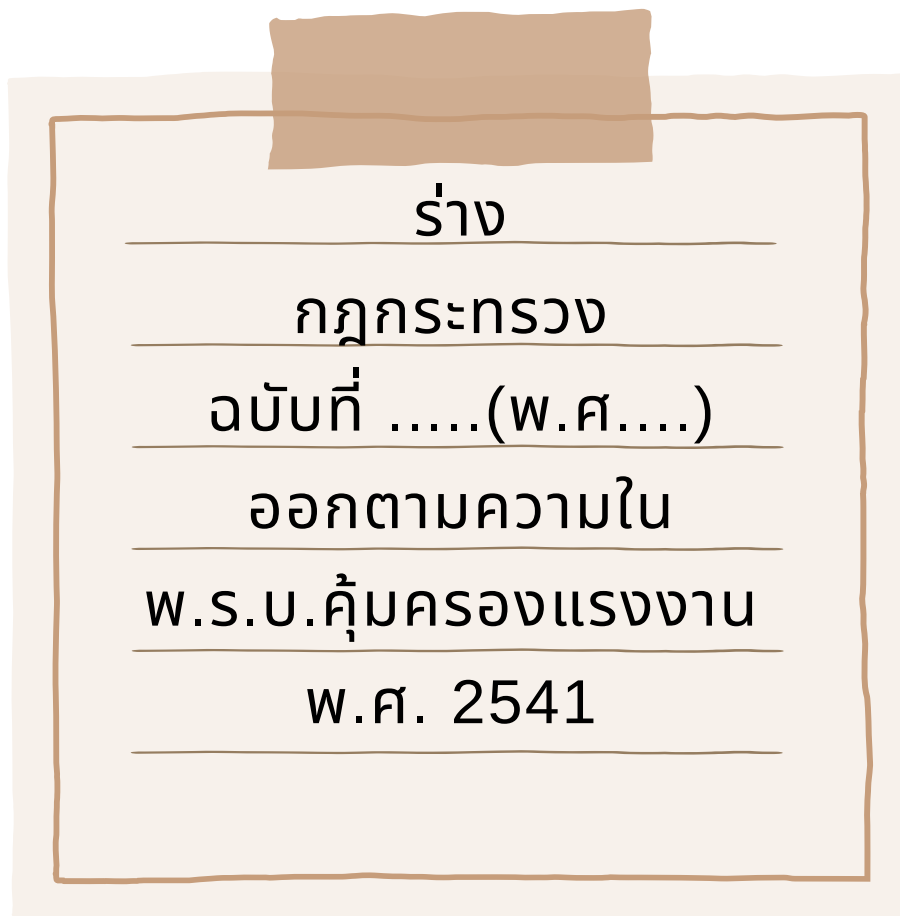 ร่าง
กฎกระทรวง
ฉบับที่ .....(พ.ศ....)
ออกตามความใน
พ.ร.บ.คุ้มครองแรงงาน
พ.ศ. 2541